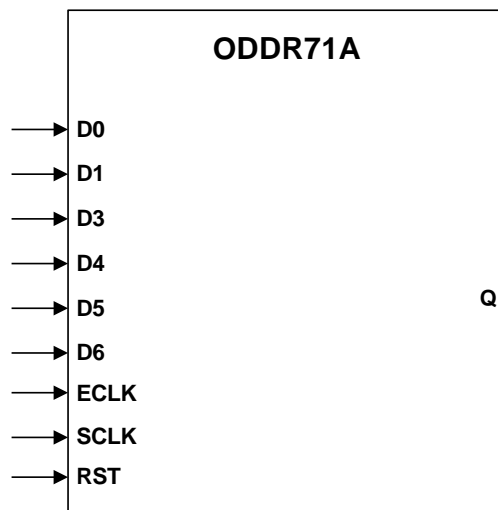 ODDR71A
D0
D1
D3
D4
D5
Q
D6
ECLK
SCLK
RST